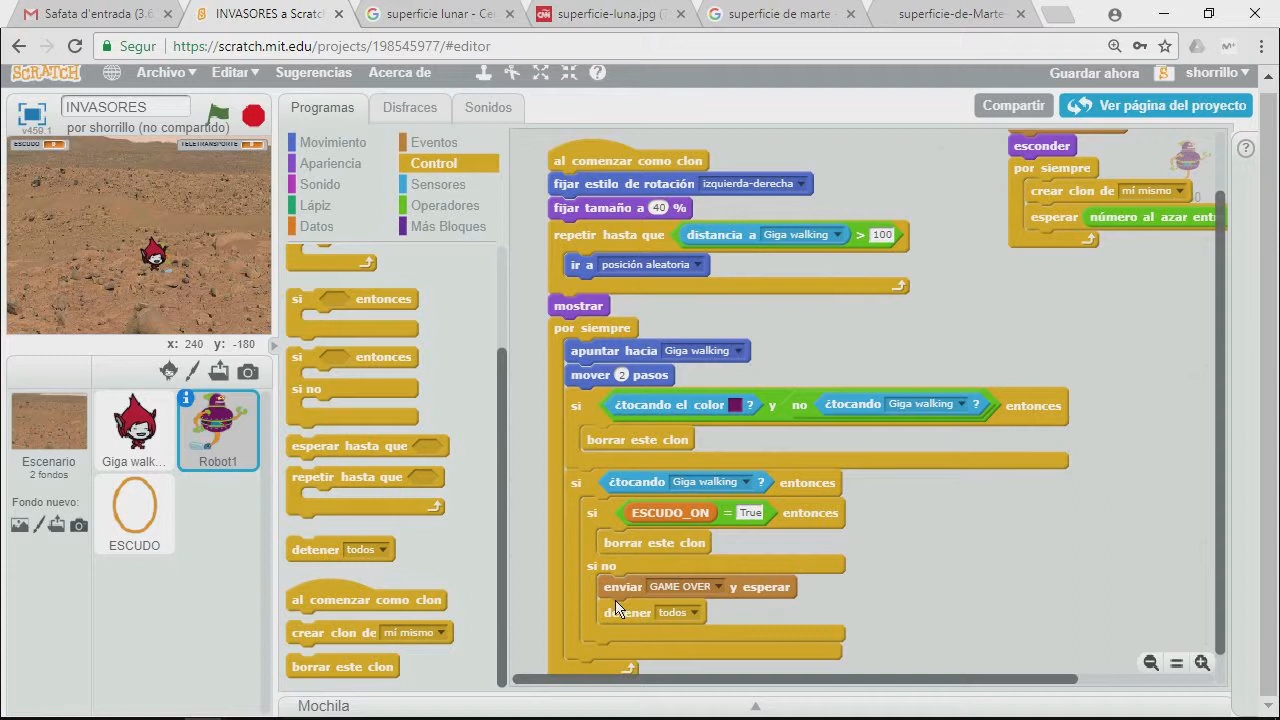 Safata d'entrada (3.6
INVASORES a Scratch
superficie lunar - Ce
superficie-luna.jpg (7
superficie de marte -
superficie-de-Marte
Segur
https://scratch.mit.edu/projects/198545977/#editor
SCRATCH
Archivo
Editar
Sugerencias
Acerca de
Guardar ahora
shorrillo
INVASORES
por shorrillo (no compartido)
v459.1
Programas
Disfraces
Sonidos
Compartir
Ver página del proyecto
ESCUDO
TELETRANSPORTE
Movimiento
Apariencia
Sonido
Lápiz
Datos
Eventos
Control
Sensores
Operadores
Más Bloques
si entonces
si entonces
si no
esperar hasta que
repetir hasta que
detener todos
al comenzar como clon
crear clon de mí mismo
borrar este clon
al comenzar como clon
fijar estilo de rotación izquierda-derecha
fijar tamaño a 40 %
repetir hasta que distancia a Giga walking > 100
ir a posición aleatoria
mostrar
por siempre
apuntar hacia Giga walking
mover 2 pasos
si ¿tocando el color ? y no ¿tocando Giga walking ? entonces
borrar este clon
si ¿tocando Giga walking ? entonces
si ESCUDO_ON = True entonces
borrar este clon
si no
enviar GAME OVER y esperar
detener todos
esconder
por siempre
crear clon de mí mismo
esperar número al azar ent
x: 240 y: -180
Escenario
2 fondos
Giga walk...
Robot1
Fondo nuevo:
ESCUDO
Mochila